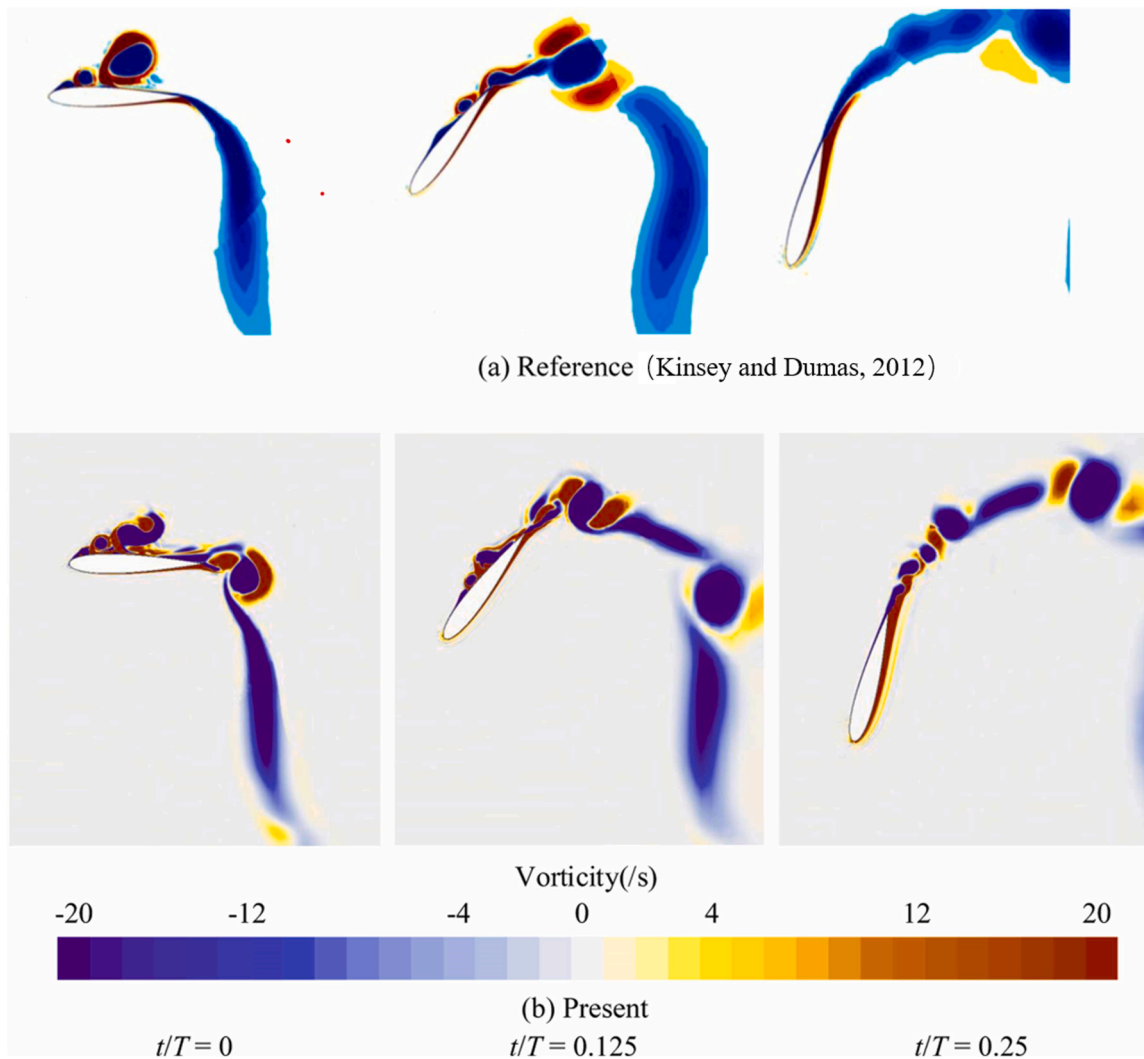 (a) Reference（Kinsey and Dumas, 2012）
Vorticity(/s)
-20 -12 -4 0 4 12 20
(b) Present
t/T = 0 t/T = 0.125 t/T = 0.25